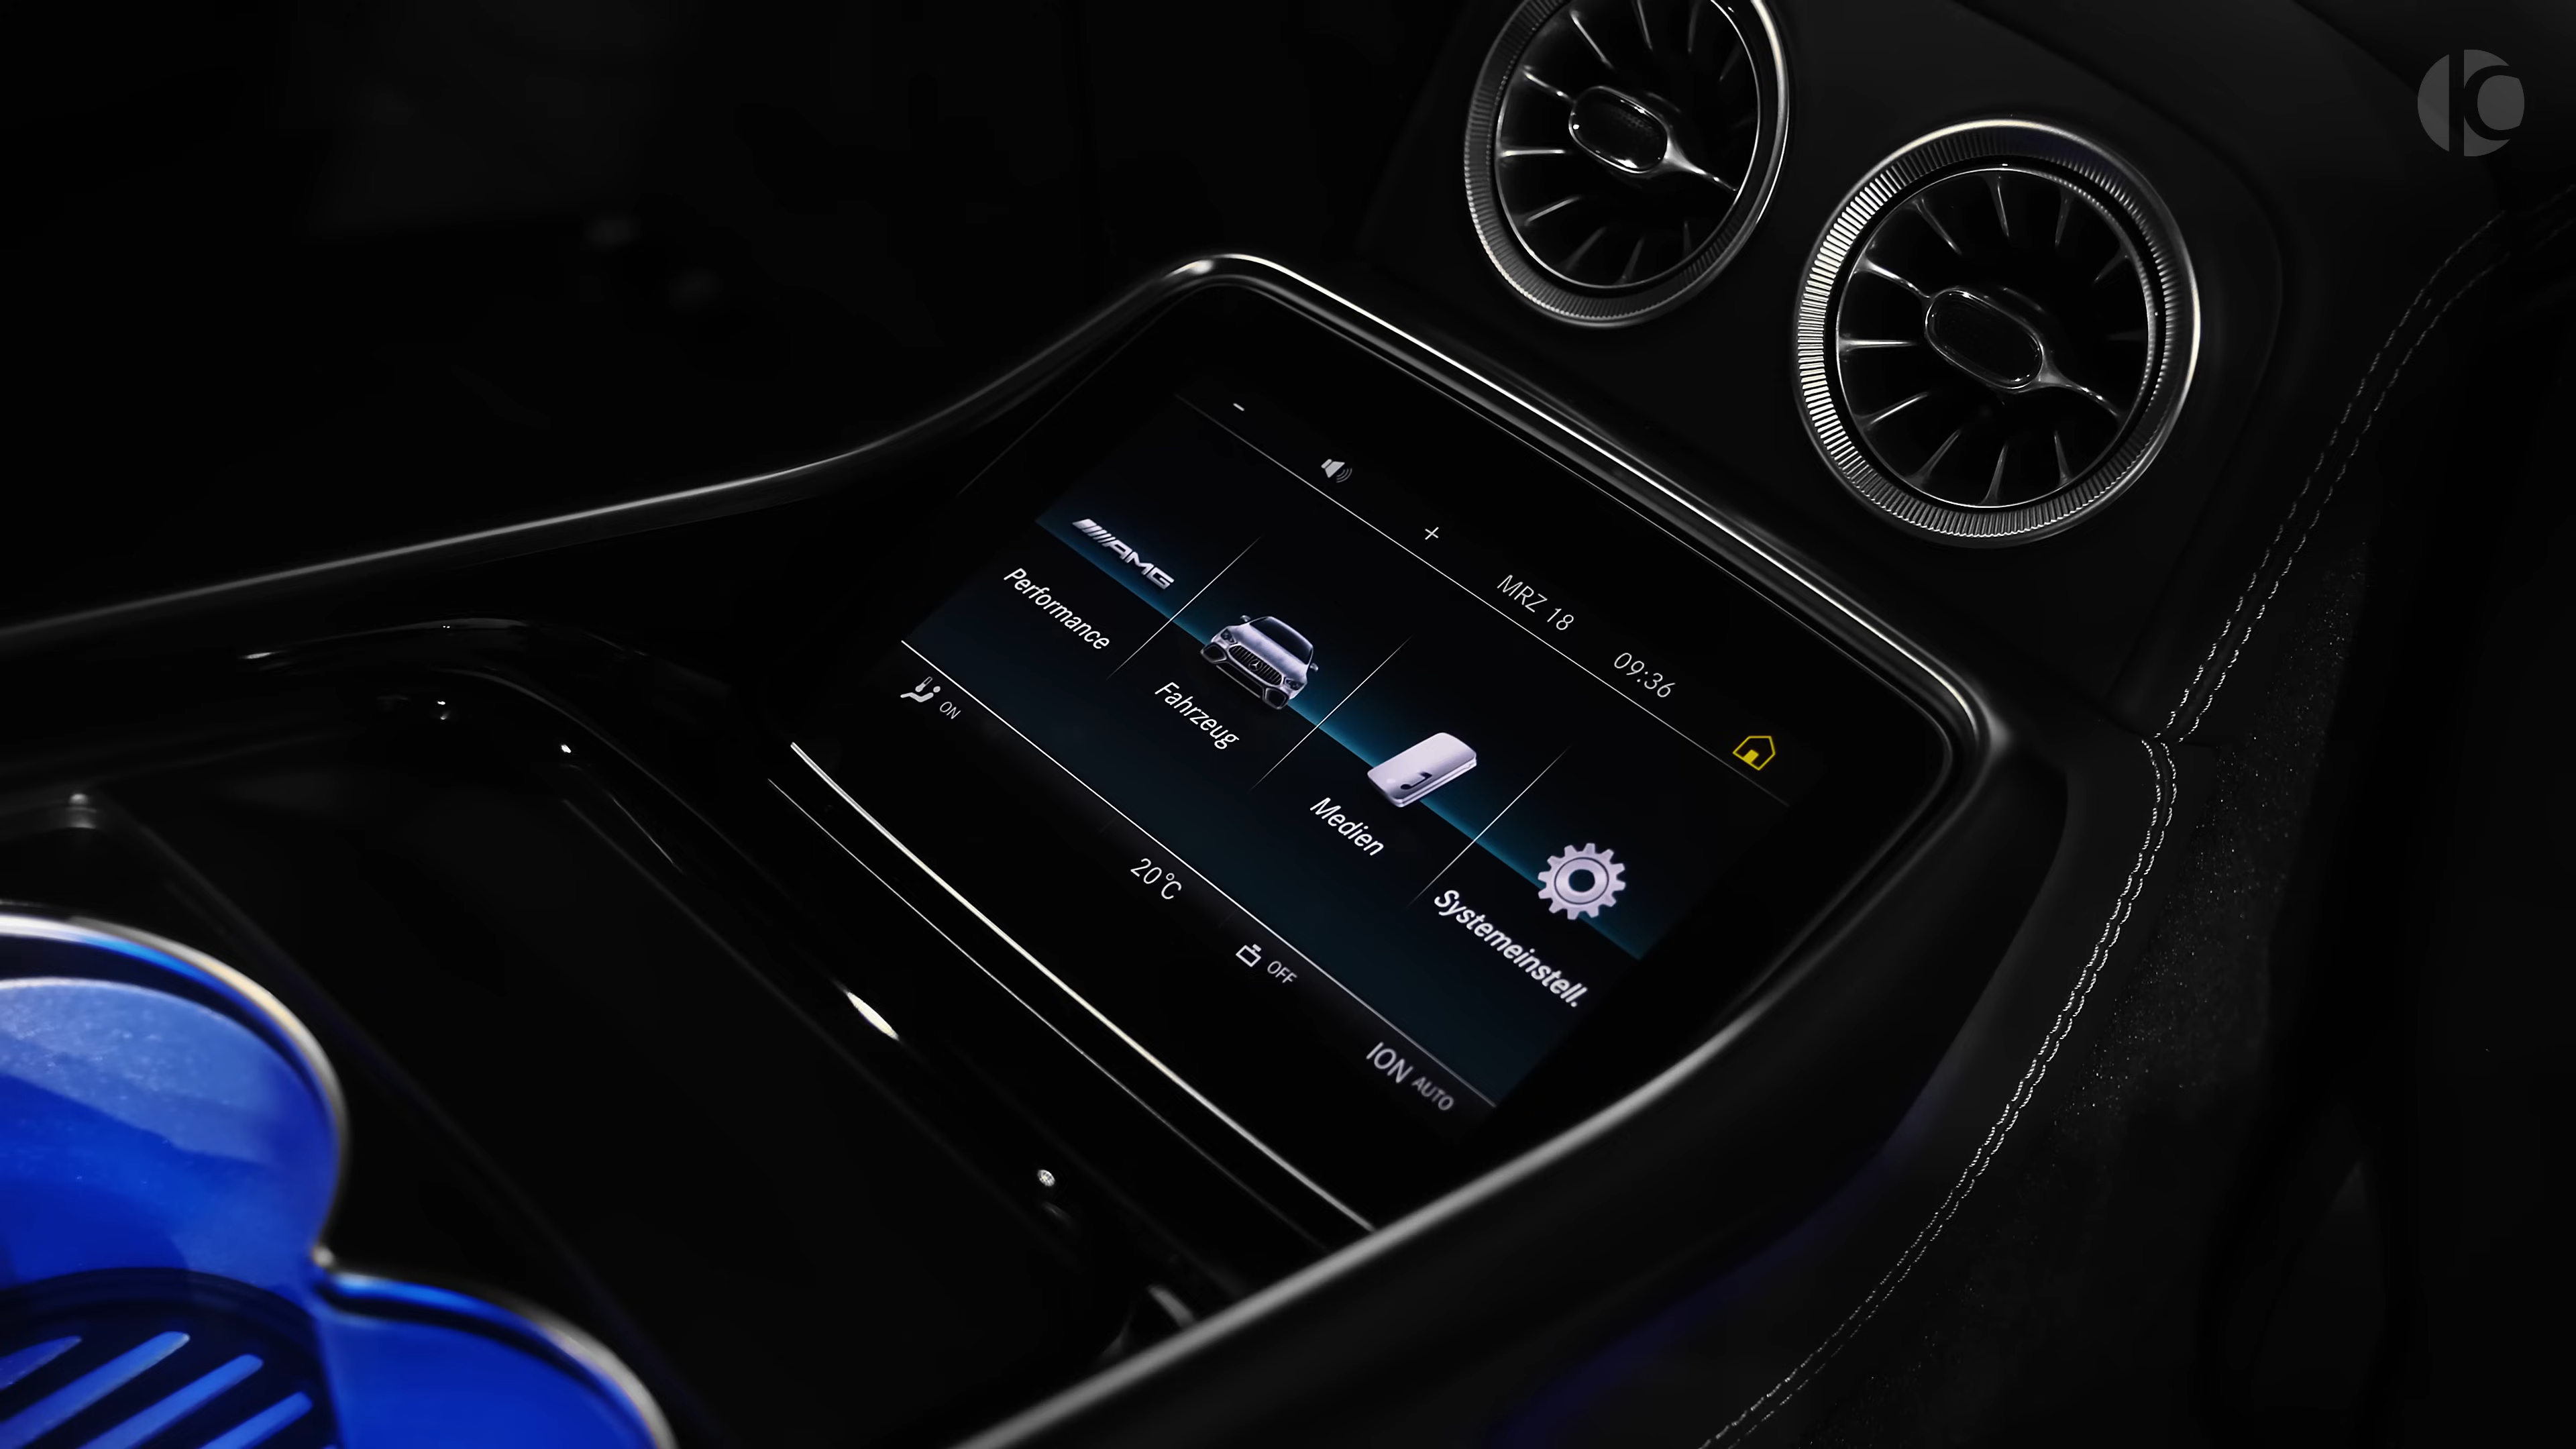 -
+
MRZ 18
09:36
AMG
Performance
Fahrzeug
Medien
Systemeinstell.
ON
20°C
OFF
ION AUTO